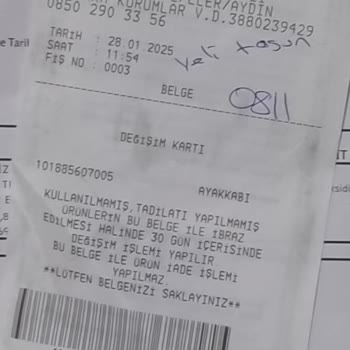 LLER/AYDIN
KURUMLAR V.D.3880239429
0850 290 33 56
TARİH : 28.01.2025
SAAT : 11:54
FİŞ NO : 0003
BELGE
0811
DEĞİŞİM KARTI
101885607005
AYAKKABI
KULLANILMAMIŞ,TADİLATI YAPILMAMIŞ
ÜRÜNLERİN BU BELGE İLE İBRAZ
EDİLMESİ HALİNDE 30 GÜN İÇERİSİNDE
DEĞİŞİM İŞLEMİ YAPILIR
BU BELGE İLE ÜRÜN İADE İŞLEMİ
YAPILMAZ.
**LÜTFEN BELGENİZİ SAKLAYINIZ**